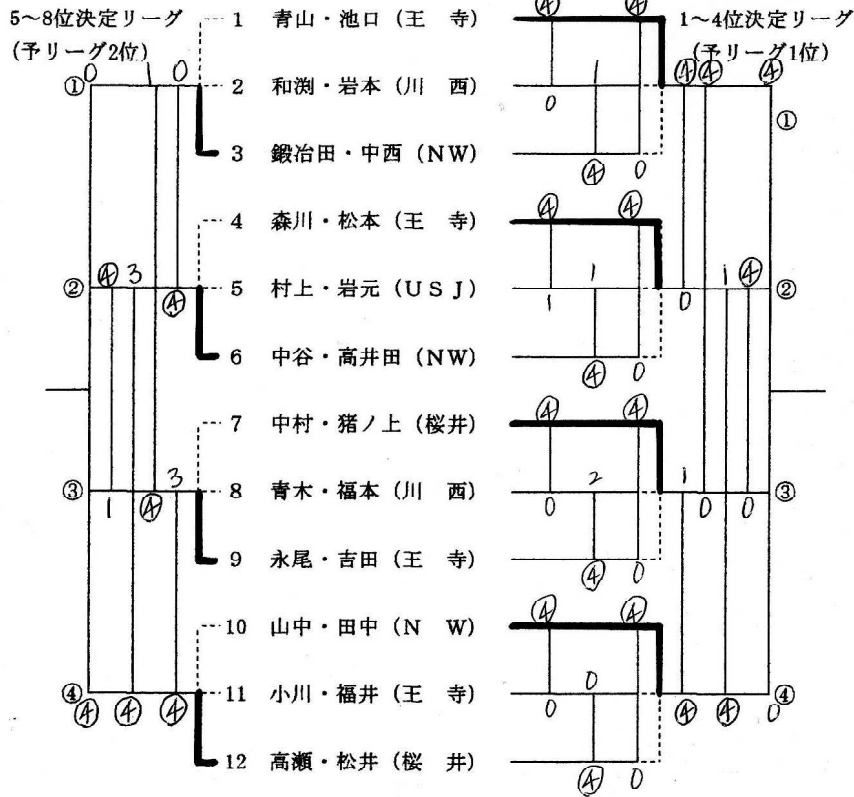 5~8位決定リーグ
(予リーグ2位)
1~4位決定リーグ
(予リーグ1位)
1 青山・池口 (王 寺) ④ ④
0 1 0 2 和渕・岩本 (川 西) 0 1 ④ ④ ④
① ①
3 鍛冶田・中西 (NW) ④ 0
4 森川・松本 (王 寺) ④ ④
④ 3 1 1 ④
② ④ 5 村上・岩元 (USJ) 1 0 ②
6 中谷・高井田 (NW) ④ 0
7 中村・猪ノ上 (桜井) ④ ④
3 2 1
③ 1 ④ 8 青木・福本 (川 西) 0 0 0 ③
9 永尾・吉田 (王 寺) ④ 0
10 山中・田中 (N W) ④ ④
0
④ ④ ④ ④ 11 小川・福井 (王 寺) 0 ④ ④ 0 ④
12 高瀬・松井 (桜 井) ④ 0